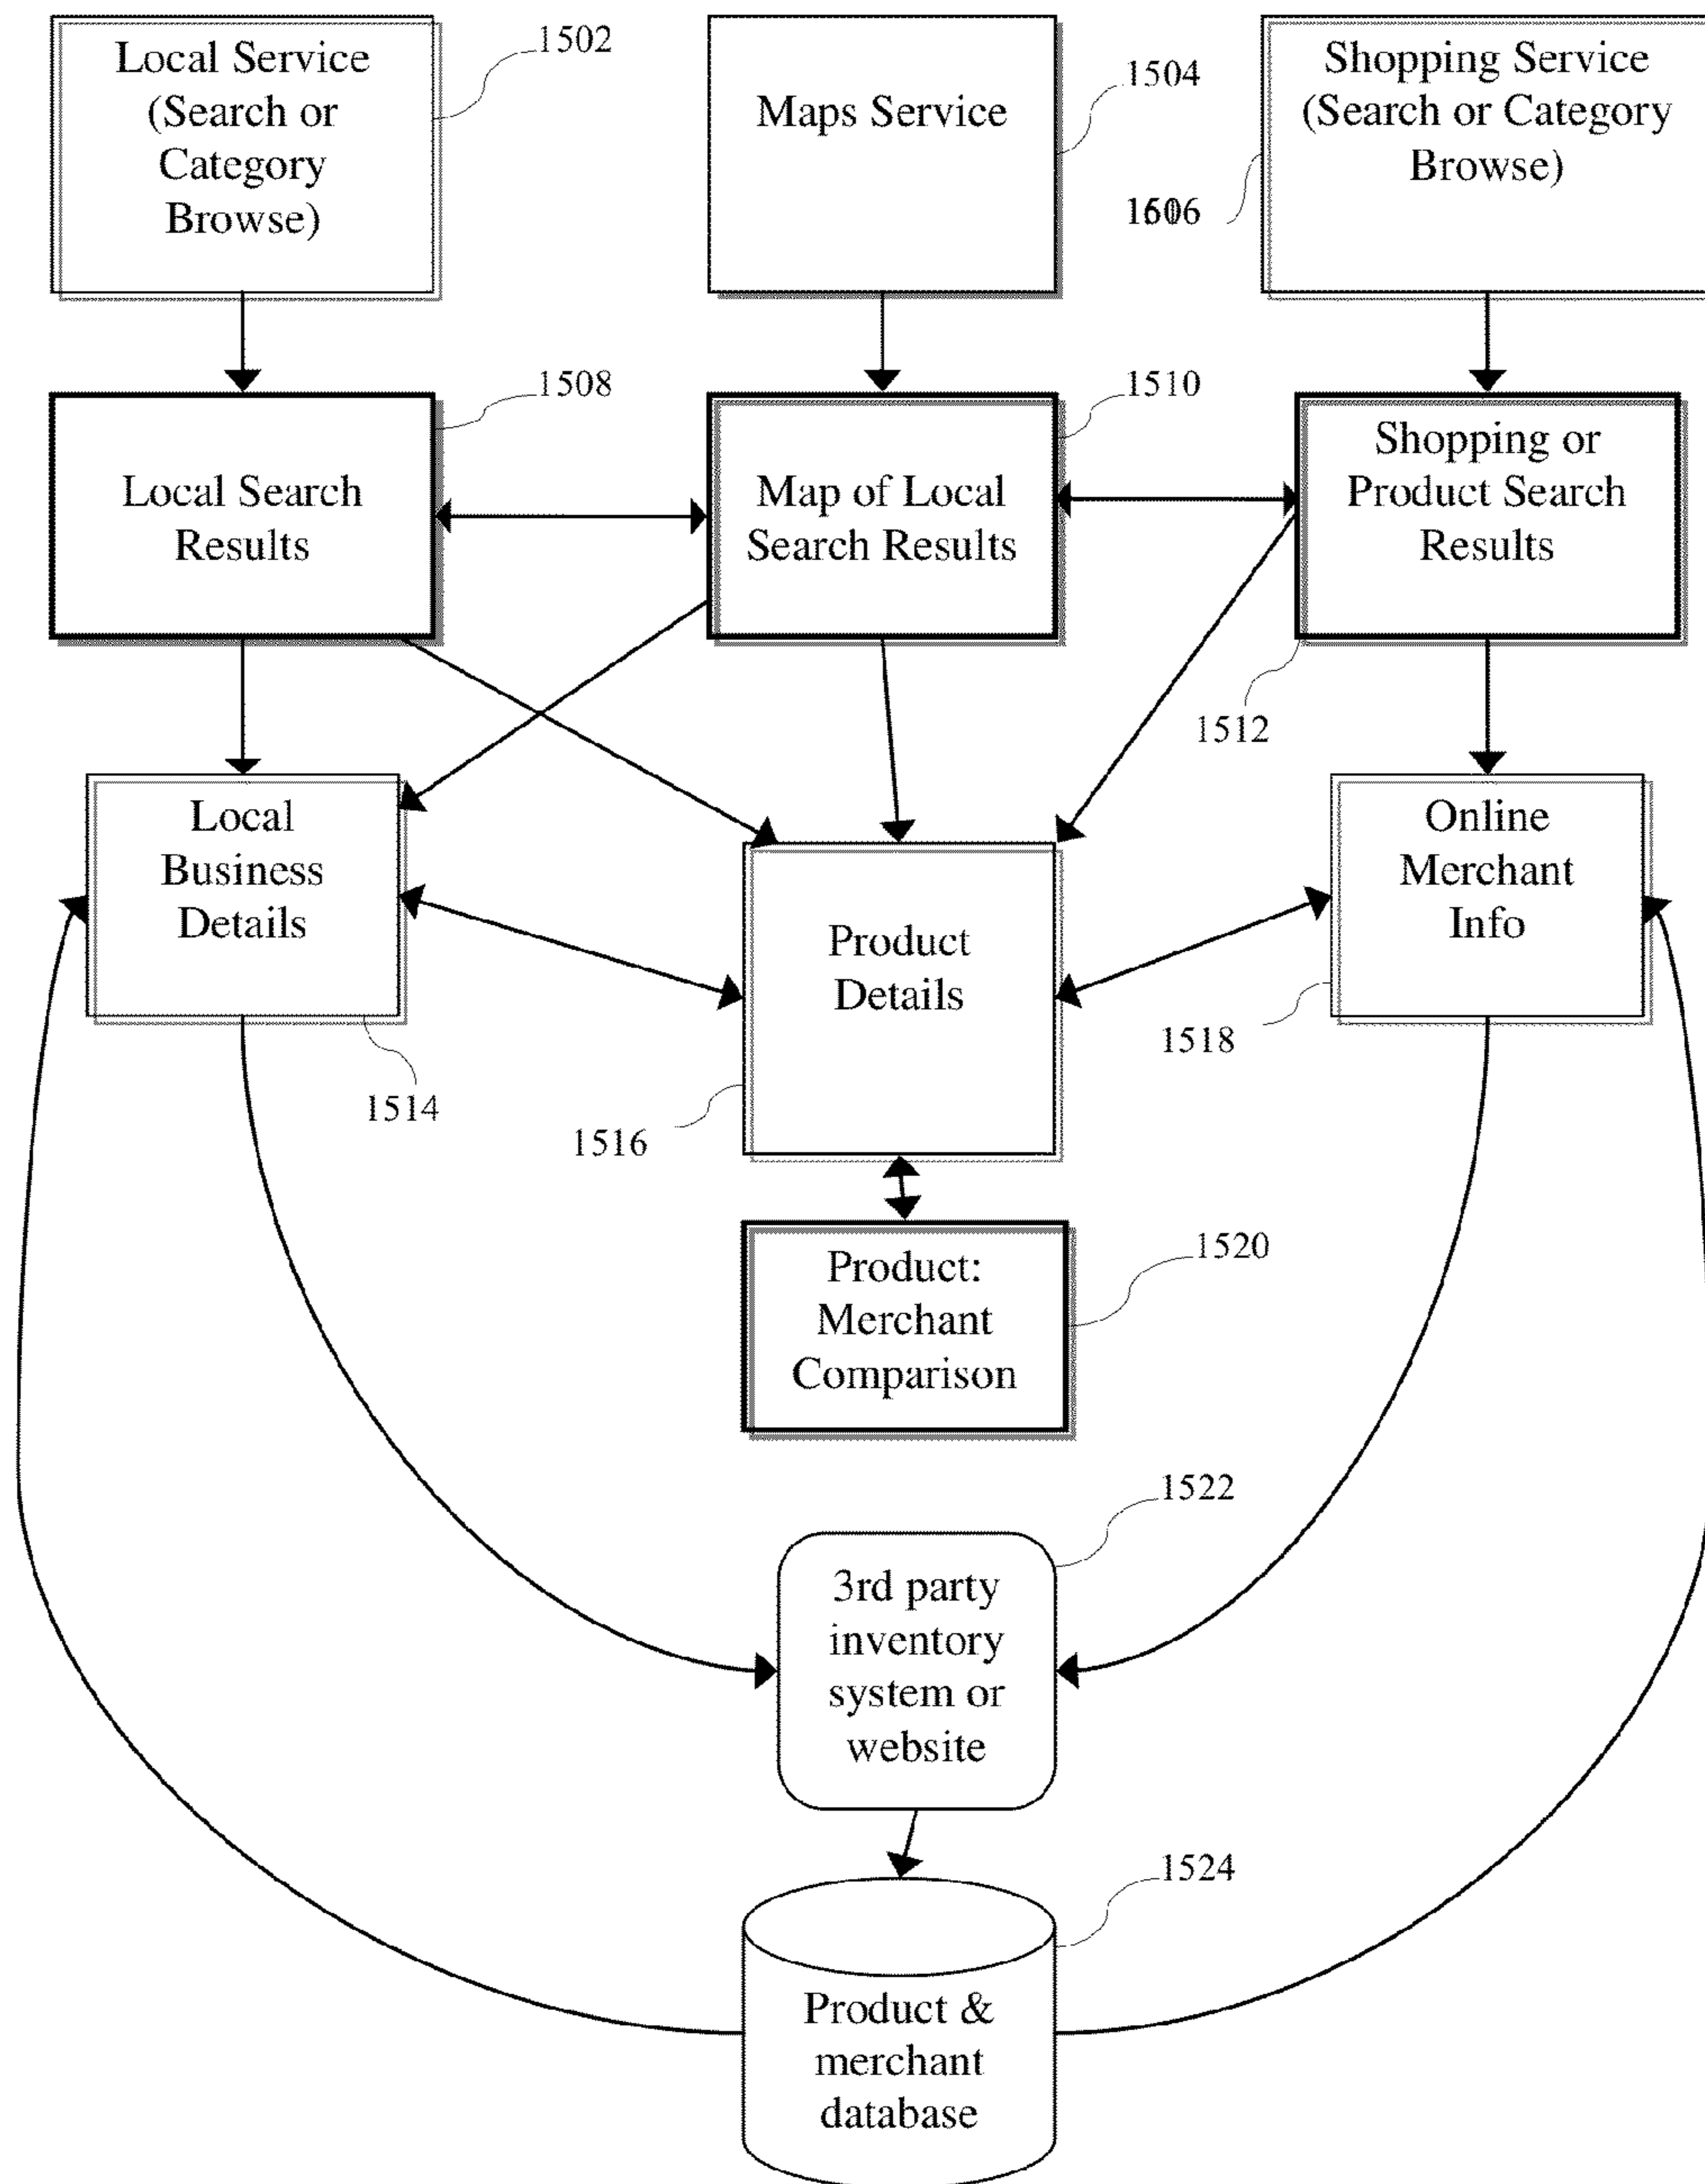 Local Service
(Search or
Category
Browse)
1502
Maps Service
1504
Shopping Service
(Search or Category
Browse)
1506
Local Search
Results
1508
Map of Local
Search Results
1510
Shopping or
Product Search
Results
1512
Local
Business
Details
1514
Product
Details
1516
Online
Merchant
Info
1518
Product:
Merchant
Comparison
1520
3rd party
inventory
system or
website
1522
Product &
merchant
database
1524